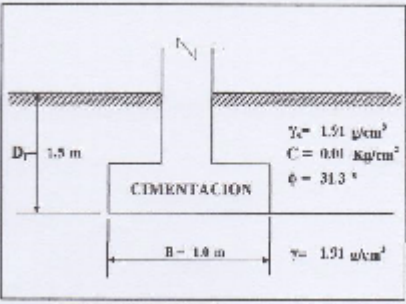 Df= 1.5 m
γs= 1.91 g/cm³
C = 0.01 Kg/cm²
ϕ = 31.3 °
CIMENTACION
B = 1.0 m
γ= 1.91 g/cm³